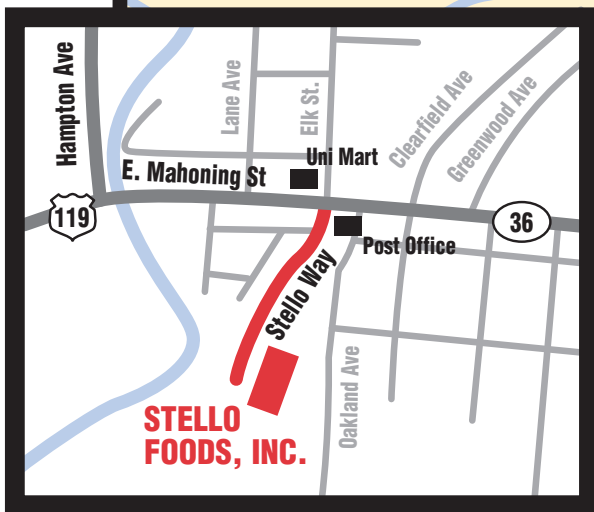 Hampton Ave
Lane Ave
Elk St.
Clearfield Ave
Greenwood Ave
Uni Mart
E. Mahoning St
119
36
Post Office
Stello Way
Oakland Ave
STELLO
FOODS, INC.